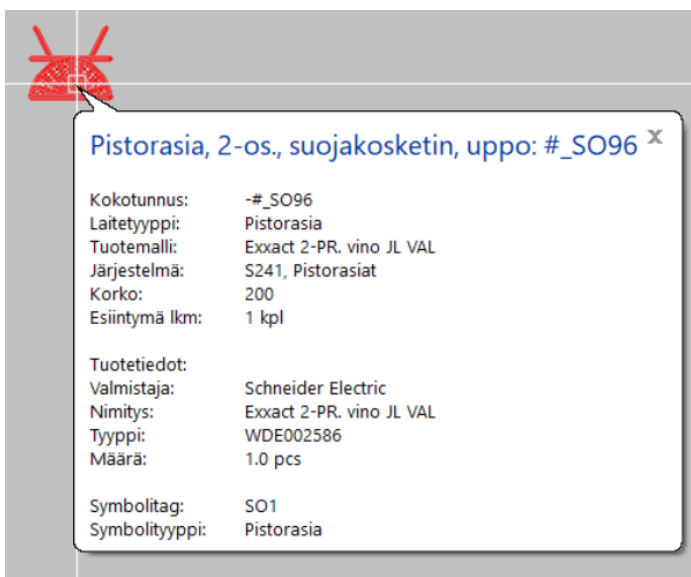 Pistorasia, 2-os., suojakosketin, uppo: #_SO96 x
Kokotunnus: -#_SO96
Laitetyyppi: Pistorasia
Tuotemalli: Exxact 2-PR. vino JL VAL
Järjestelmä: S241, Pistorasiat
Korko: 200
Esiintymä lkm: 1 kpl
Tuotetiedot:
Valmistaja: Schneider Electric
Nimitys: Exxact 2-PR. vino JL VAL
Tyyppi: WDE002586
Määrä: 1.0 pcs
Symbolitag: SO1
Symbolityyppi: Pistorasia